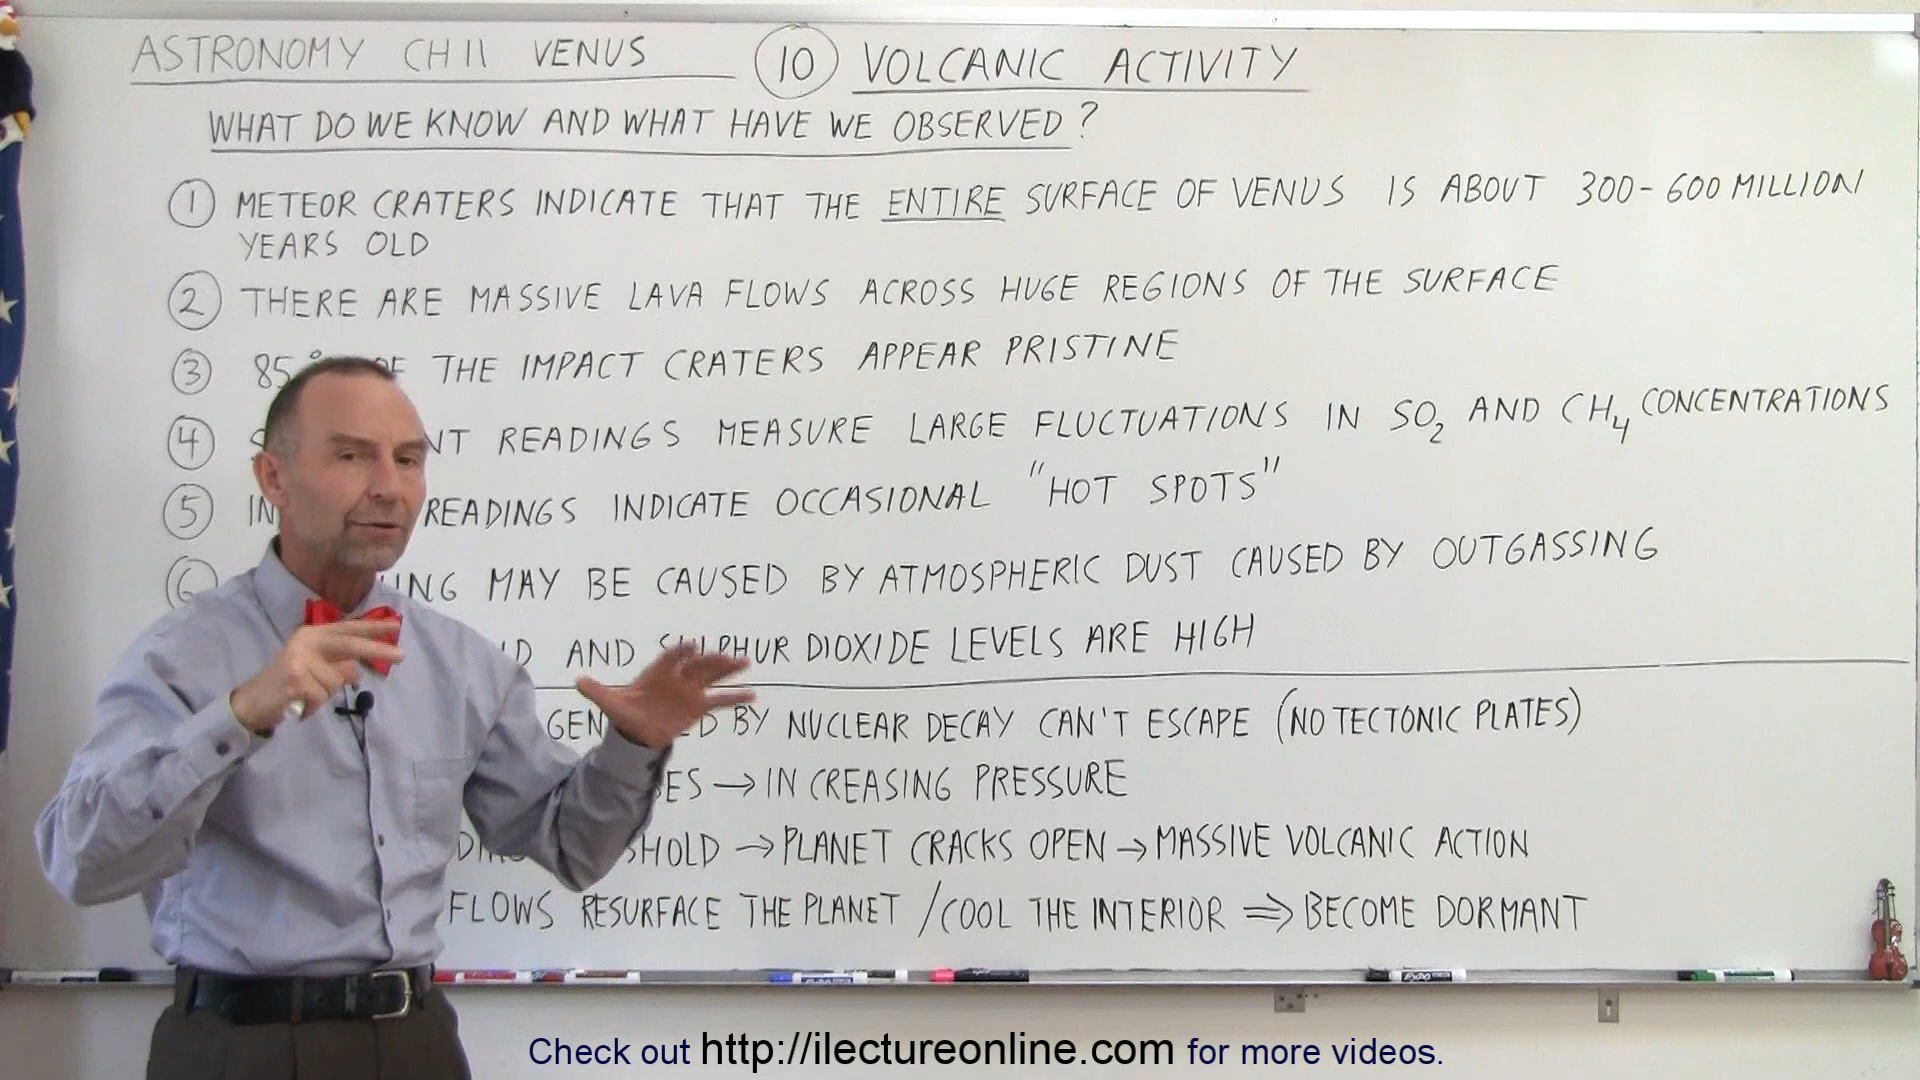 ASTRONOMY CH 11 VENUS 10 VOLCANIC ACTIVITY
WHAT DO WE KNOW AND WHAT HAVE WE OBSERVED?
1 METEOR CRATERS INDICATE THAT THE ENTIRE SURFACE OF VENUS IS ABOUT 300-600 MILLION
YEARS OLD
2 THERE ARE MASSIVE LAVA FLOWS ACROSS HUGE REGIONS OF THE SURFACE
3 85% OF THE IMPACT CRATERS APPEAR PRISTINE
4 READINGS MEASURE LARGE FLUCTUATIONS IN SO2 AND CH4 CONCENTRATIONS
5 READINGS INDICATE OCCASIONAL "HOT SPOTS"
6 MAY BE CAUSED BY ATMOSPHERIC DUST CAUSED BY OUTGASSING
AND SULPHUR DIOXIDE LEVELS ARE HIGH
BY NUCLEAR DECAY CAN'T ESCAPE (NO TECTONIC PLATES)
→ INCREASING PRESSURE
→ PLANET CRACKS OPEN → MASSIVE VOLCANIC ACTION
FLOWS RESURFACE THE PLANET / COOL THE INTERIOR ⇒ BECOME DORMANT
Check out http://ilectureonline.com for more videos.